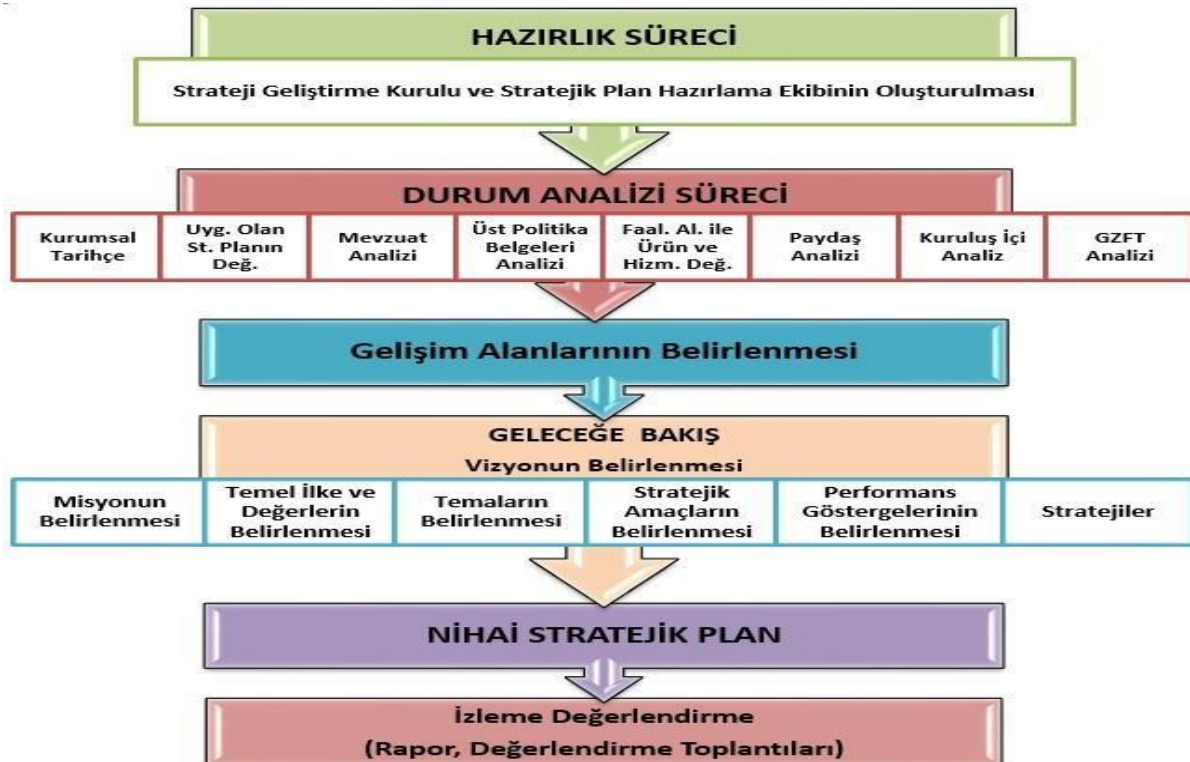 HAZIRLIK SÜRECİ
Strateji Geliştirme Kurulu ve Stratejik Plan Hazırlama Ekibinin Oluşturulması
DURUM ANALİZİ SÜRECİ
Kurumsal
Tarihçe
Uyg. Olan
St. Planın
Değ.
Mevzuat
Analizi
Üst Politika
Belgeleri
Analizi
Faal. Al. ile
Ürün ve
Hizm. Değ.
Paydaş
Analizi
Kuruluş İçi
Analiz
GZFT
Analizi
Gelişim Alanlarının Belirlenmesi
GELECEĞE BAKIŞ
Vizyonun Belirlenmesi
Misyonun
Belirlenmesi
Temel İlke ve
Değerlerin
Belirlenmesi
Temaların
Belirlenmesi
Stratejik
Amaçların
Belirlenmesi
Performans
Göstergelerinin
Belirlenmesi
Stratejiler
NİHAİ STRATEJİK PLAN
İzleme Değerlendirme
(Rapor, Değerlendirme Toplantıları)